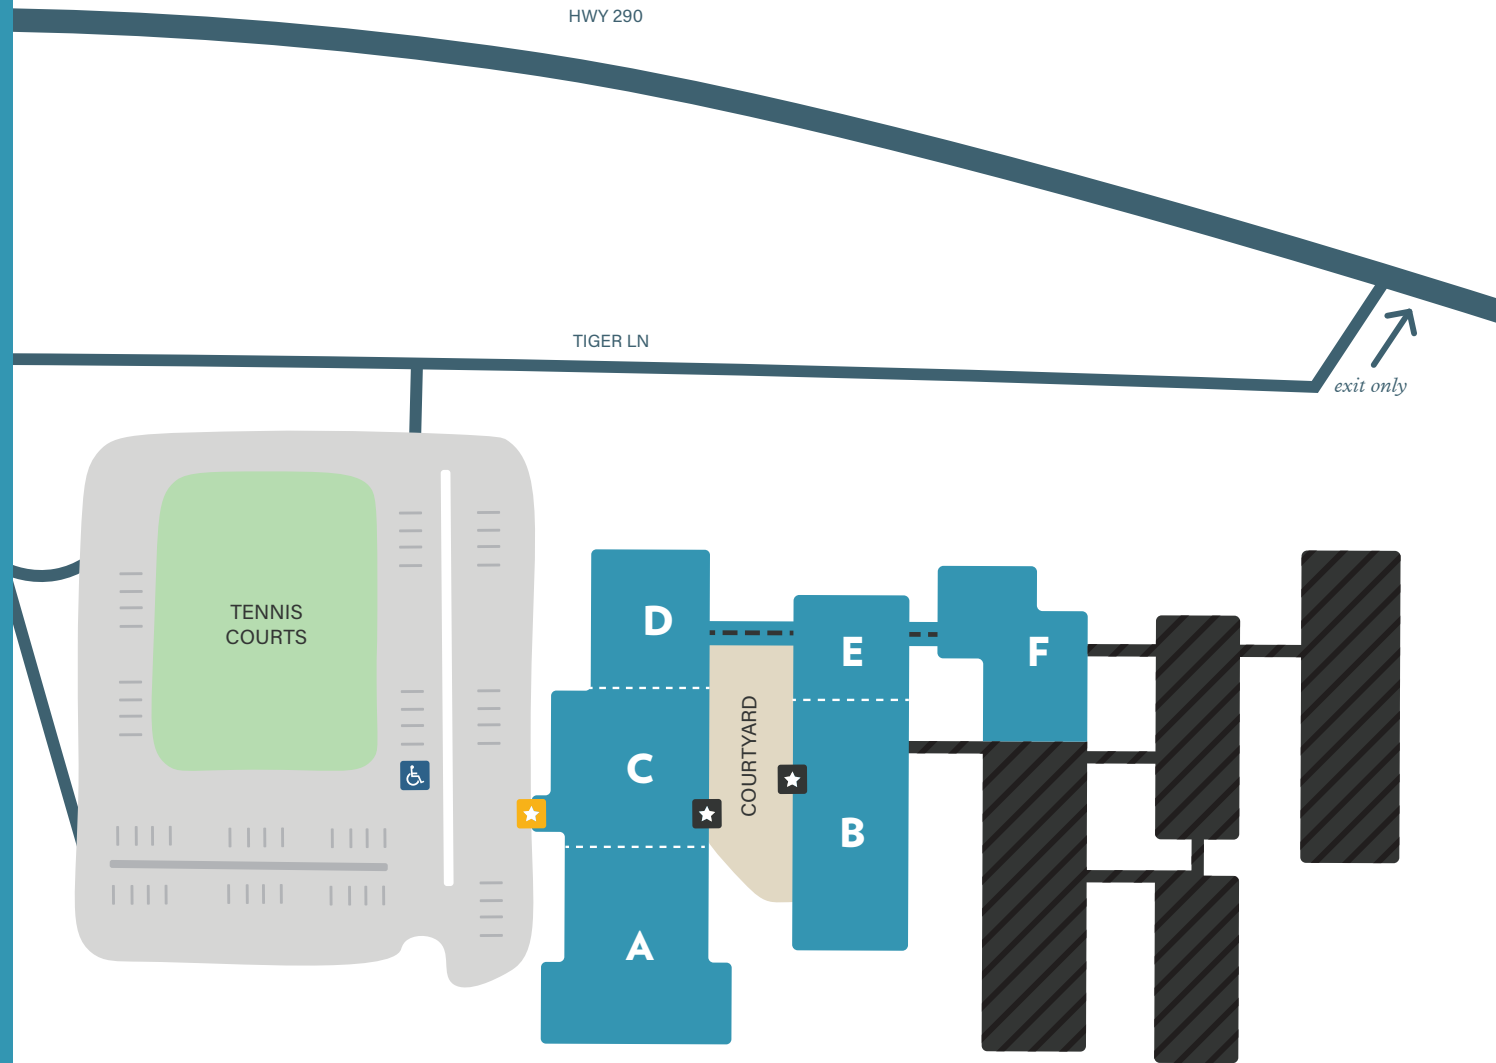 HWY 290
TIGER LN
exit only
TENNIS
COURTS
D
E
F
COURTYARD
C
B
A